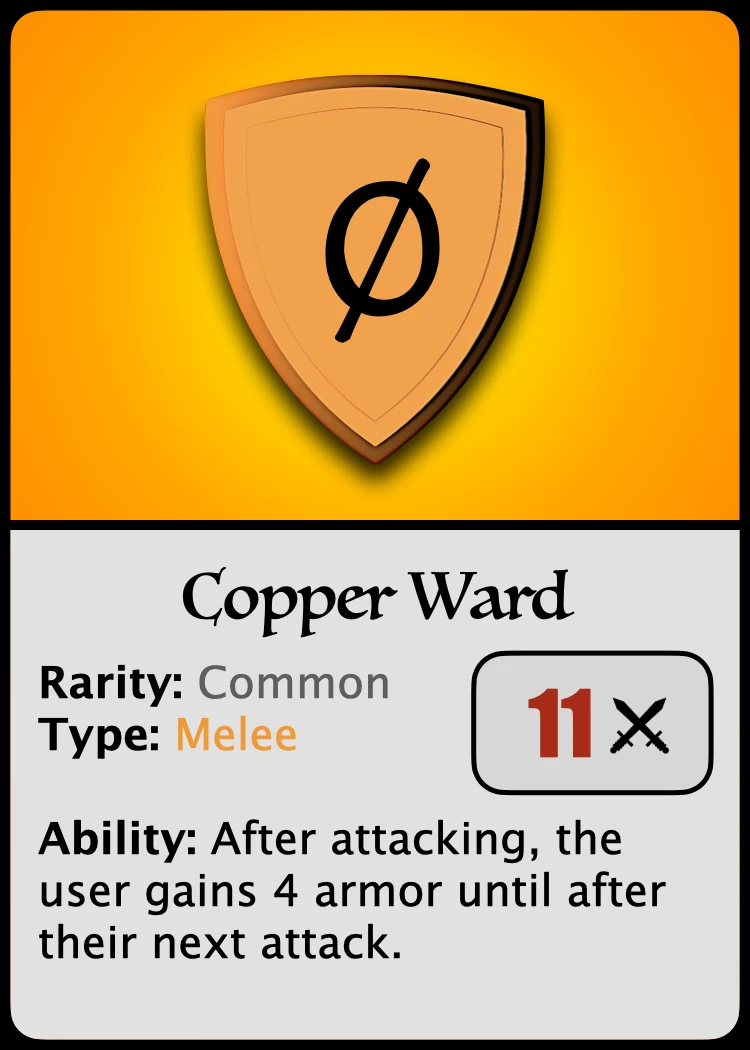 Ø
Copper Ward
Rarity: Common
Type: Melee
11
Ability: After attacking, the
user gains 4 armor until after
their next attack.